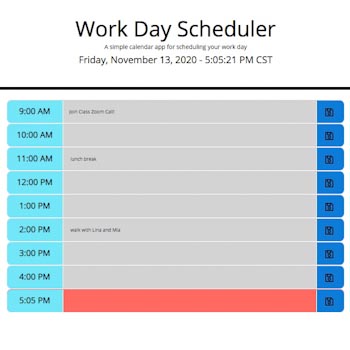 Work Day Scheduler
A simple calendar app for scheduling your work day
Friday, November 13, 2020 - 5:05:21 PM CST
9:00 AM Join Class Zoom Call!
10:00 AM
11:00 AM lunch break
12:00 PM
1:00 PM
2:00 PM walk with Lina and Mia
3:00 PM
4:00 PM
5:05 PM